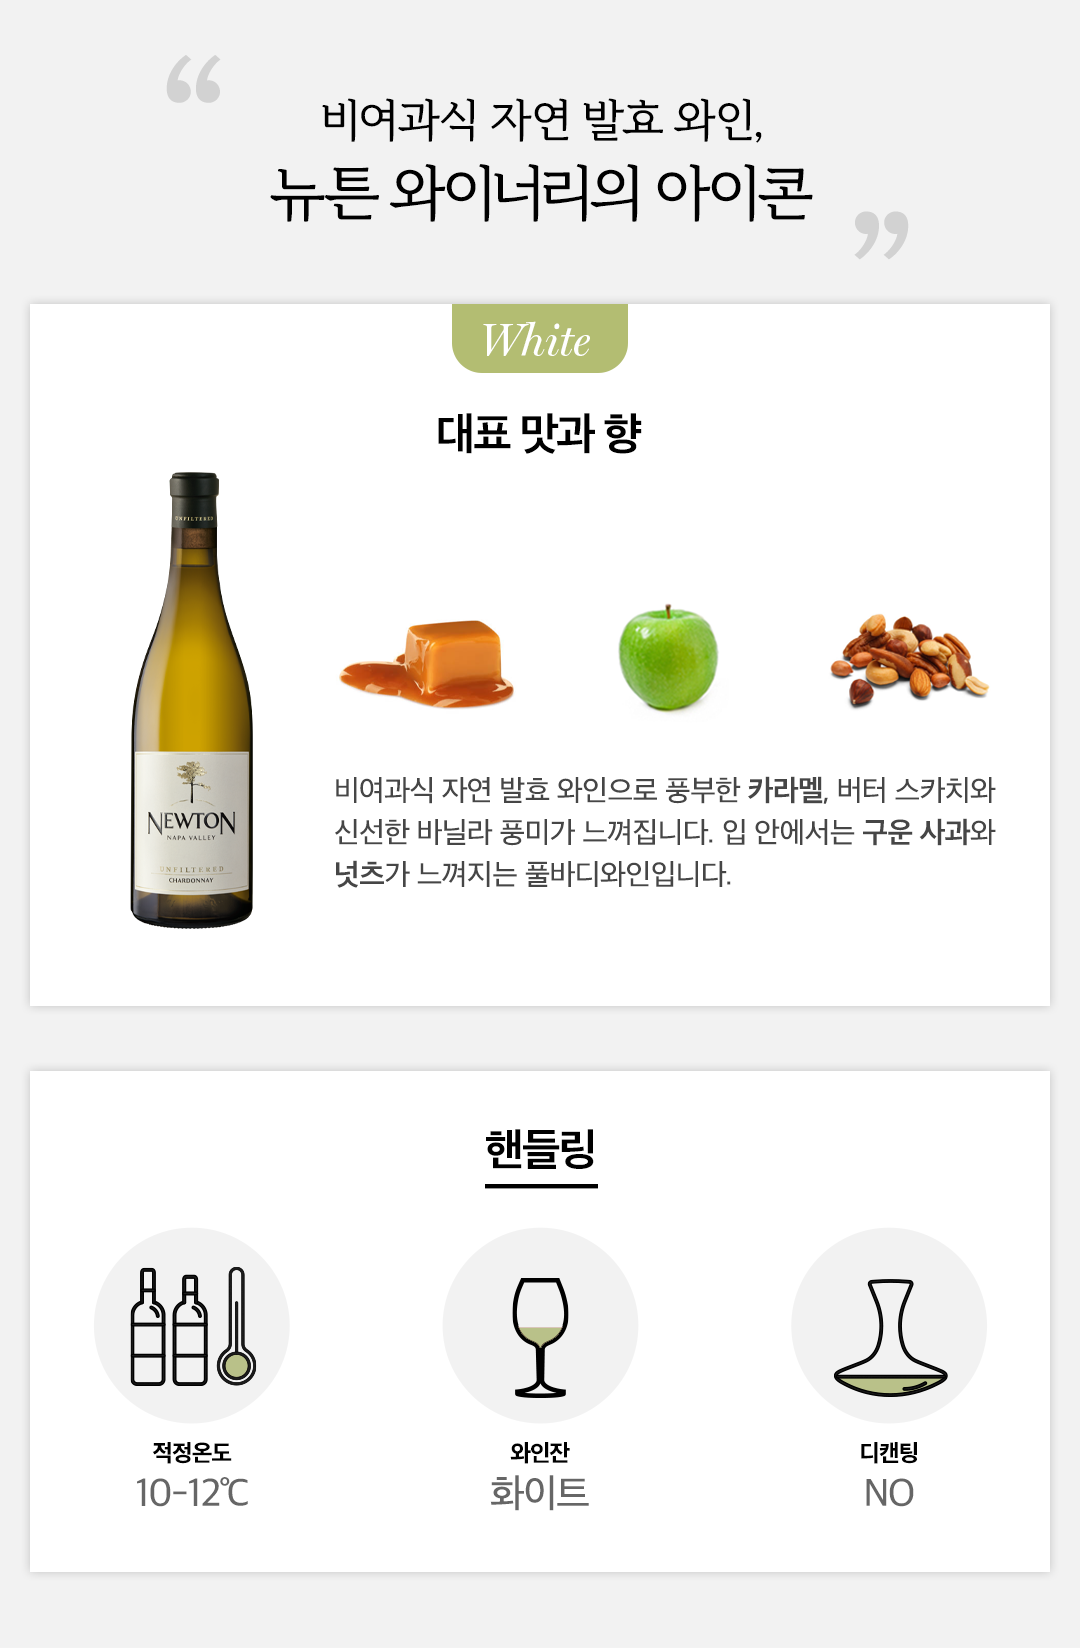 “
비여과식 자연 발효 와인,
뉴튼 와이너리의 아이콘
”
White
대표 맛과 향
UNFILTERED
NEWTON
NAPA VALLEY
UNFILTERED
CHARDONNAY
비여과식 자연 발효 와인으로 풍부한 카라멜, 버터 스카치와
신선한 바닐라 풍미가 느껴집니다. 입 안에서는 구운 사과와
넛츠가 느껴지는 풀바디와인입니다.
핸들링
적정온도
10-12℃
와인잔
화이트
디캔팅
NO